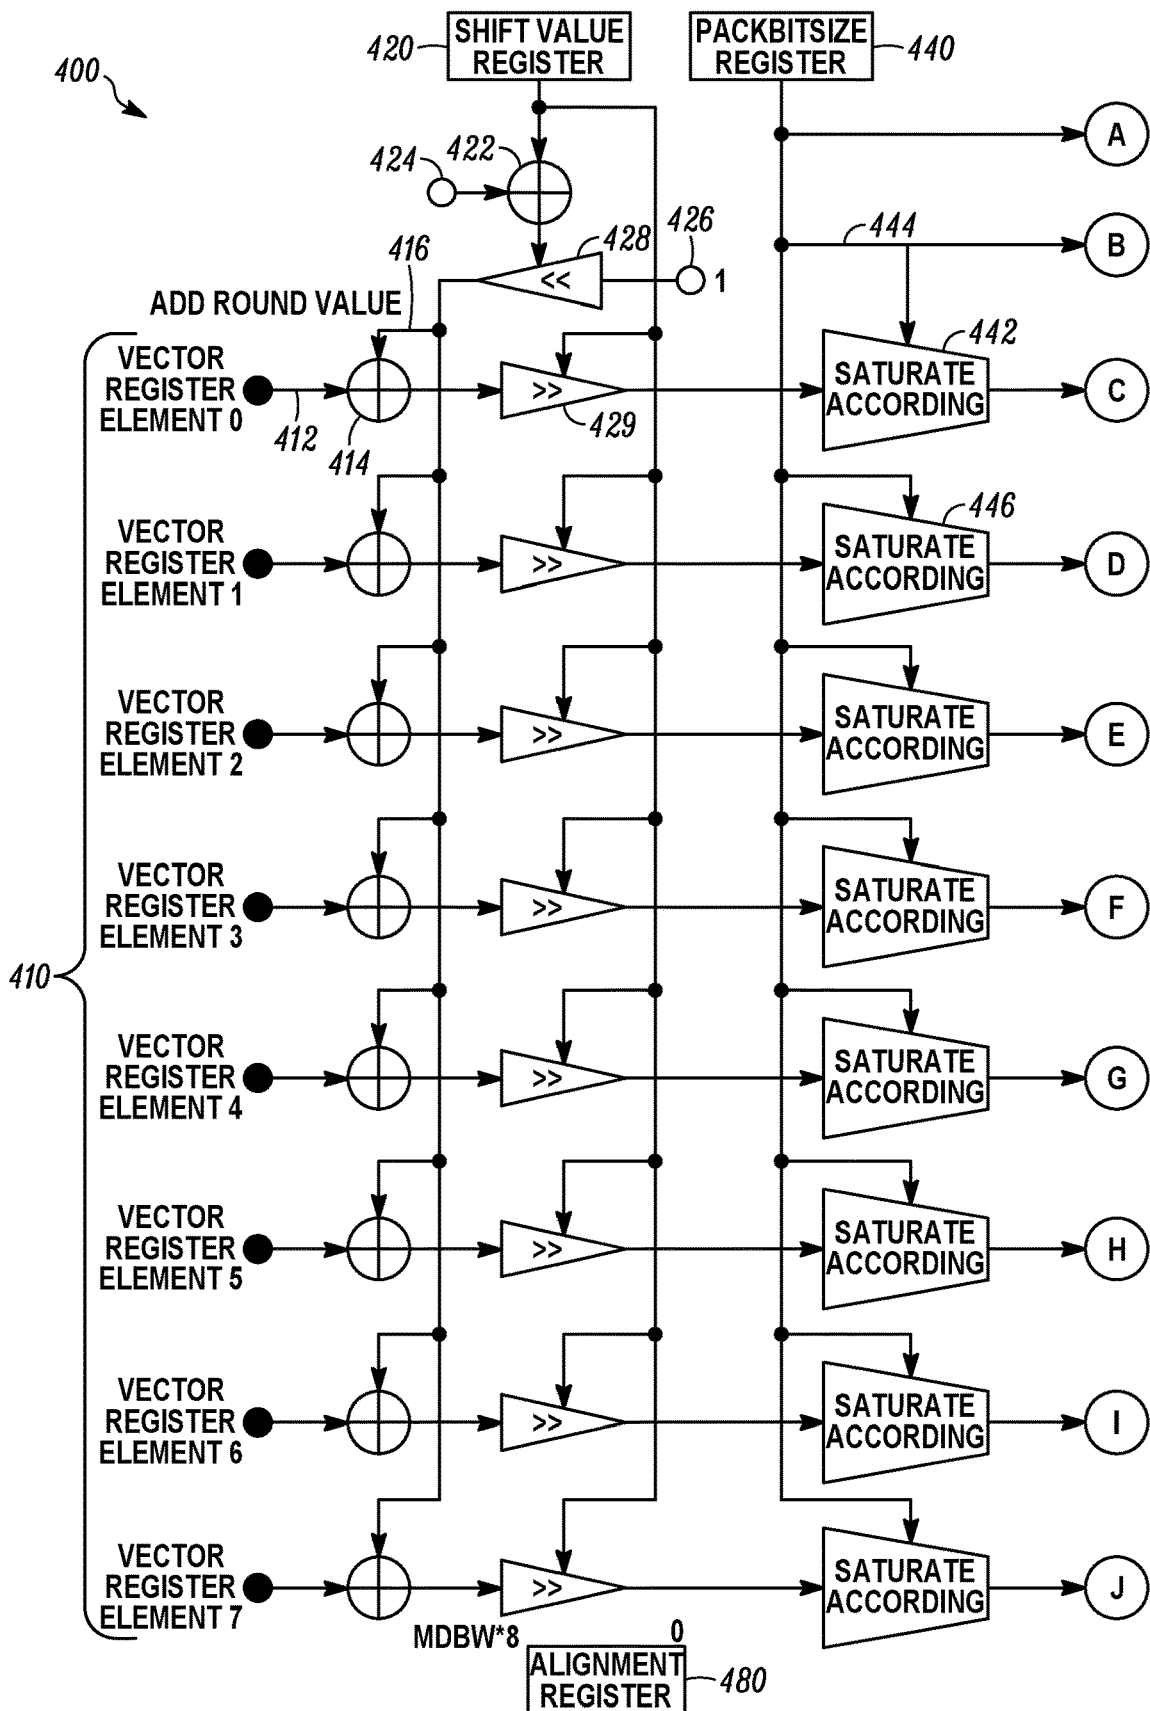 400
420
SHIFT VALUE
REGISTER
PACKBITSIZE
REGISTER
440
A
424
422
426
1
428
<<
444
B
416
ADD ROUND VALUE
VECTOR
REGISTER
ELEMENT 0
412
414
>>
429
442
SATURATE
ACCORDING
C
VECTOR
REGISTER
ELEMENT 1
>>
446
SATURATE
ACCORDING
D
VECTOR
REGISTER
ELEMENT 2
>>
SATURATE
ACCORDING
E
VECTOR
REGISTER
ELEMENT 3
>>
SATURATE
ACCORDING
F
410
VECTOR
REGISTER
ELEMENT 4
>>
SATURATE
ACCORDING
G
VECTOR
REGISTER
ELEMENT 5
>>
SATURATE
ACCORDING
H
VECTOR
REGISTER
ELEMENT 6
>>
SATURATE
ACCORDING
I
VECTOR
REGISTER
ELEMENT 7
>>
SATURATE
ACCORDING
J
MDBW*8
0
ALIGNMENT
REGISTER
480